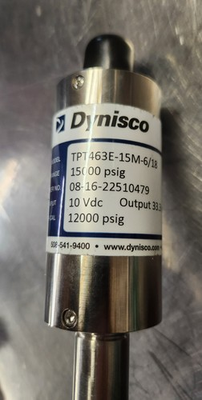 Dynisco
TPT463E-15M-6/18
15000 psig
08-16-22510479
10 Vdc Output 33.3
12000 psig
-541-9400 • www.dynisco.com •